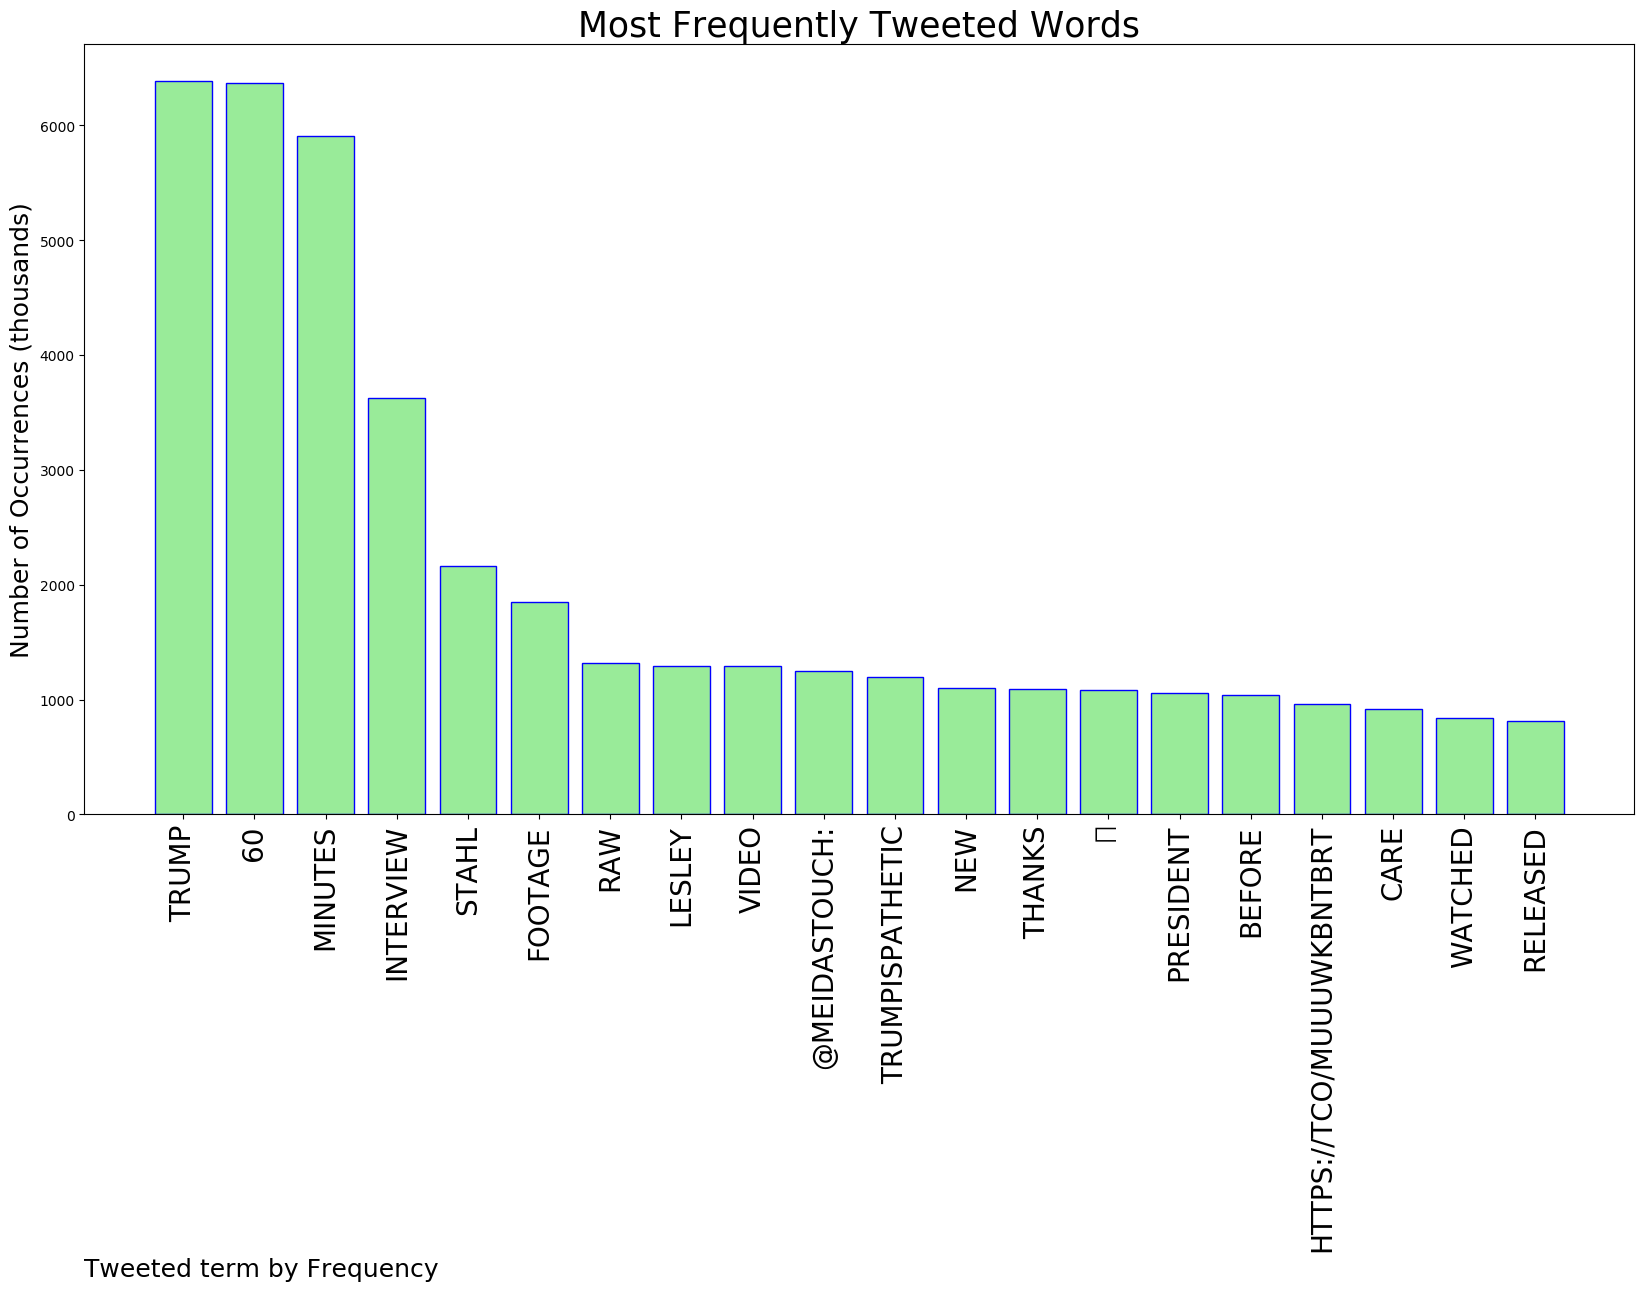 Most Frequently Tweeted Words
Number of Occurrences (thousands)
6000
5000
4000
3000
2000
1000
0
TRUMP
60
MINUTES
INTERVIEW
STAHL
FOOTAGE
RAW
LESLEY
VIDEO
@MEIDASTOUCH:
TRUMPISPATHETIC
NEW
THANKS
PRESIDENT
BEFORE
HTTPS://TCO/MUUUWKBNTBRT
CARE
WATCHED
RELEASED
Tweeted term by Frequency